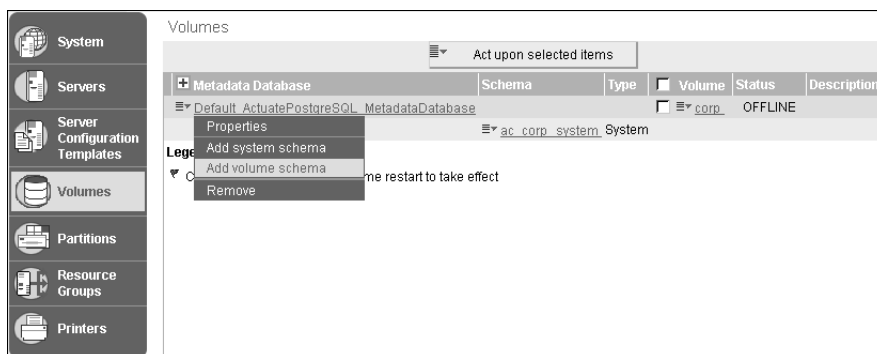 Volumes
Act upon selected items
System
Servers
Server
Configuration
Templates
Volumes
Partitions
Resource
Groups
Printers
Metadata Database Schema Type Volume Status Description
Default_ActuatePostgreSQL_MetadataDatabase corp OFFLINE
ac_corp_system System
Properties
Add system schema
Add volume schema
Remove
Lege
C me restart to take effect